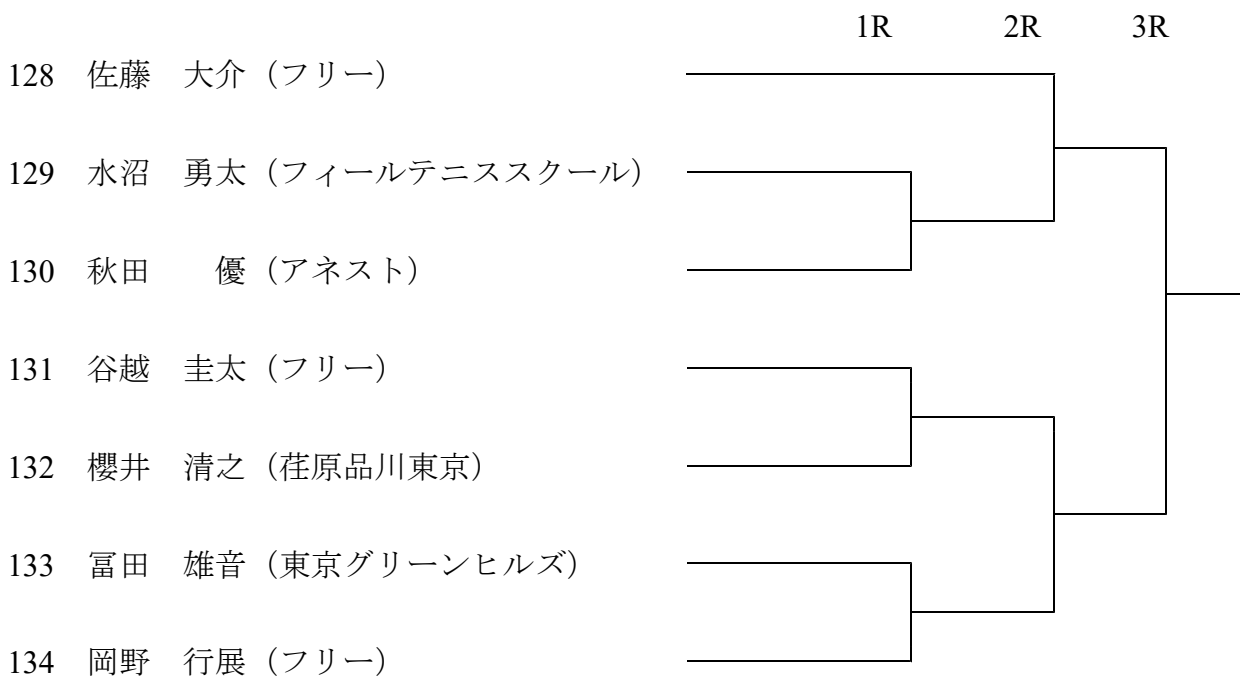 1R 2R 3R
128 佐藤 大介（フリー）
129 水沼 勇太（フィールテニススクール）
130 秋田 優（アネスト）
131 谷越 圭太（フリー）
132 櫻井 清之（荏原品川東京）
133 冨田 雄音（東京グリーンヒルズ）
134 岡野 行展（フリー）